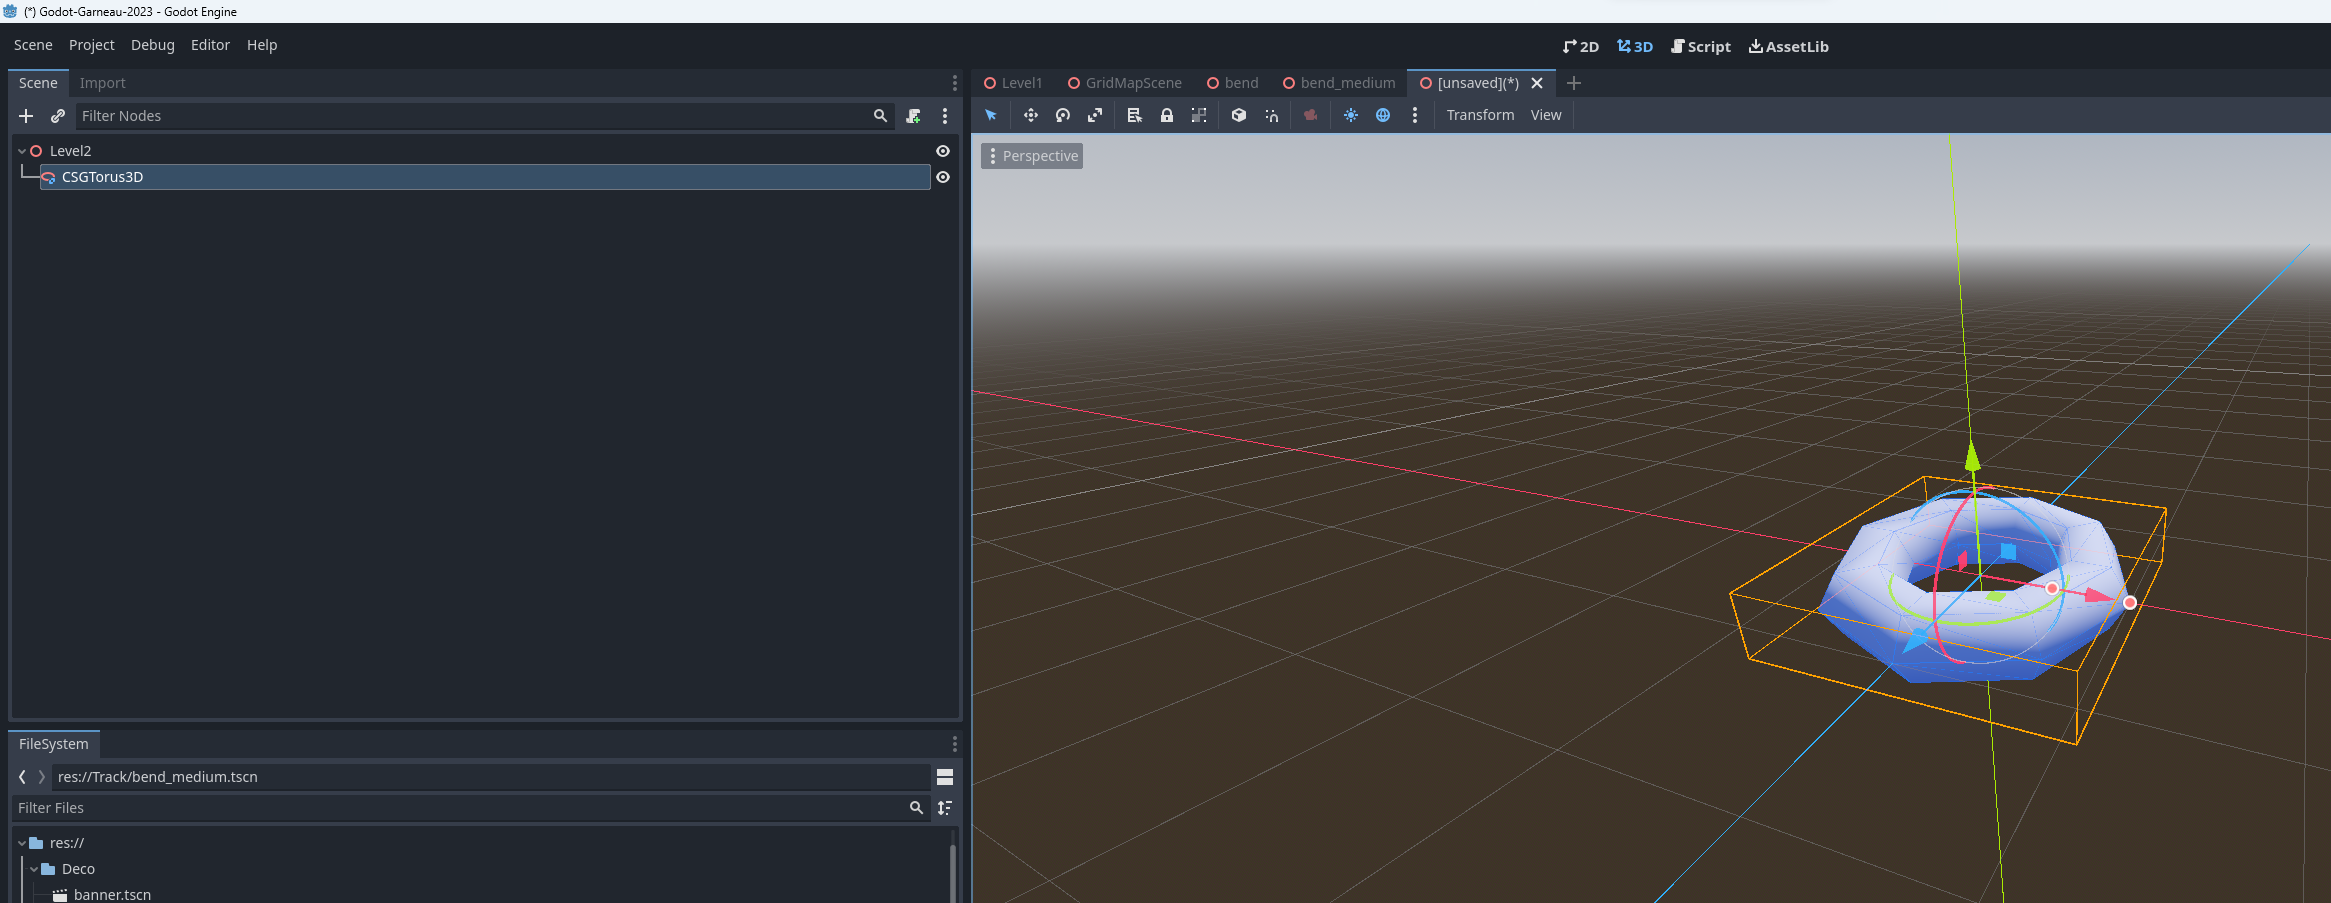 (*) Godot-Garneau-2023 - Godot Engine
Scene Project Debug Editor Help
2D 3D Script AssetLib
Scene Import
Level1 GridMapScene bend bend_medium [unsaved](*)
Filter Nodes
Transform View
Level2
Perspective
CSGTorus3D
FileSystem
res://Track/bend_medium.tscn
Filter Files
res://
Deco
banner.tscn